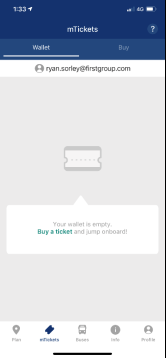 1:33
4G
mTickets
?
Wallet Buy
ryan.sorley@firstgroup.com
Your wallet is empty.
Buy a ticket and jump onboard!
Plan mTickets Buses Info Profile